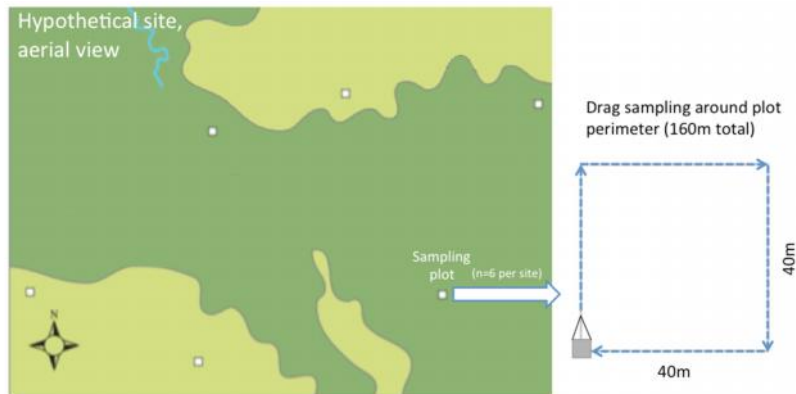 Hypothetical site,
aerial view
Drag sampling around plot
perimeter (160m total)
Sampling
plot
(n=6 per site)
40m
40m
N